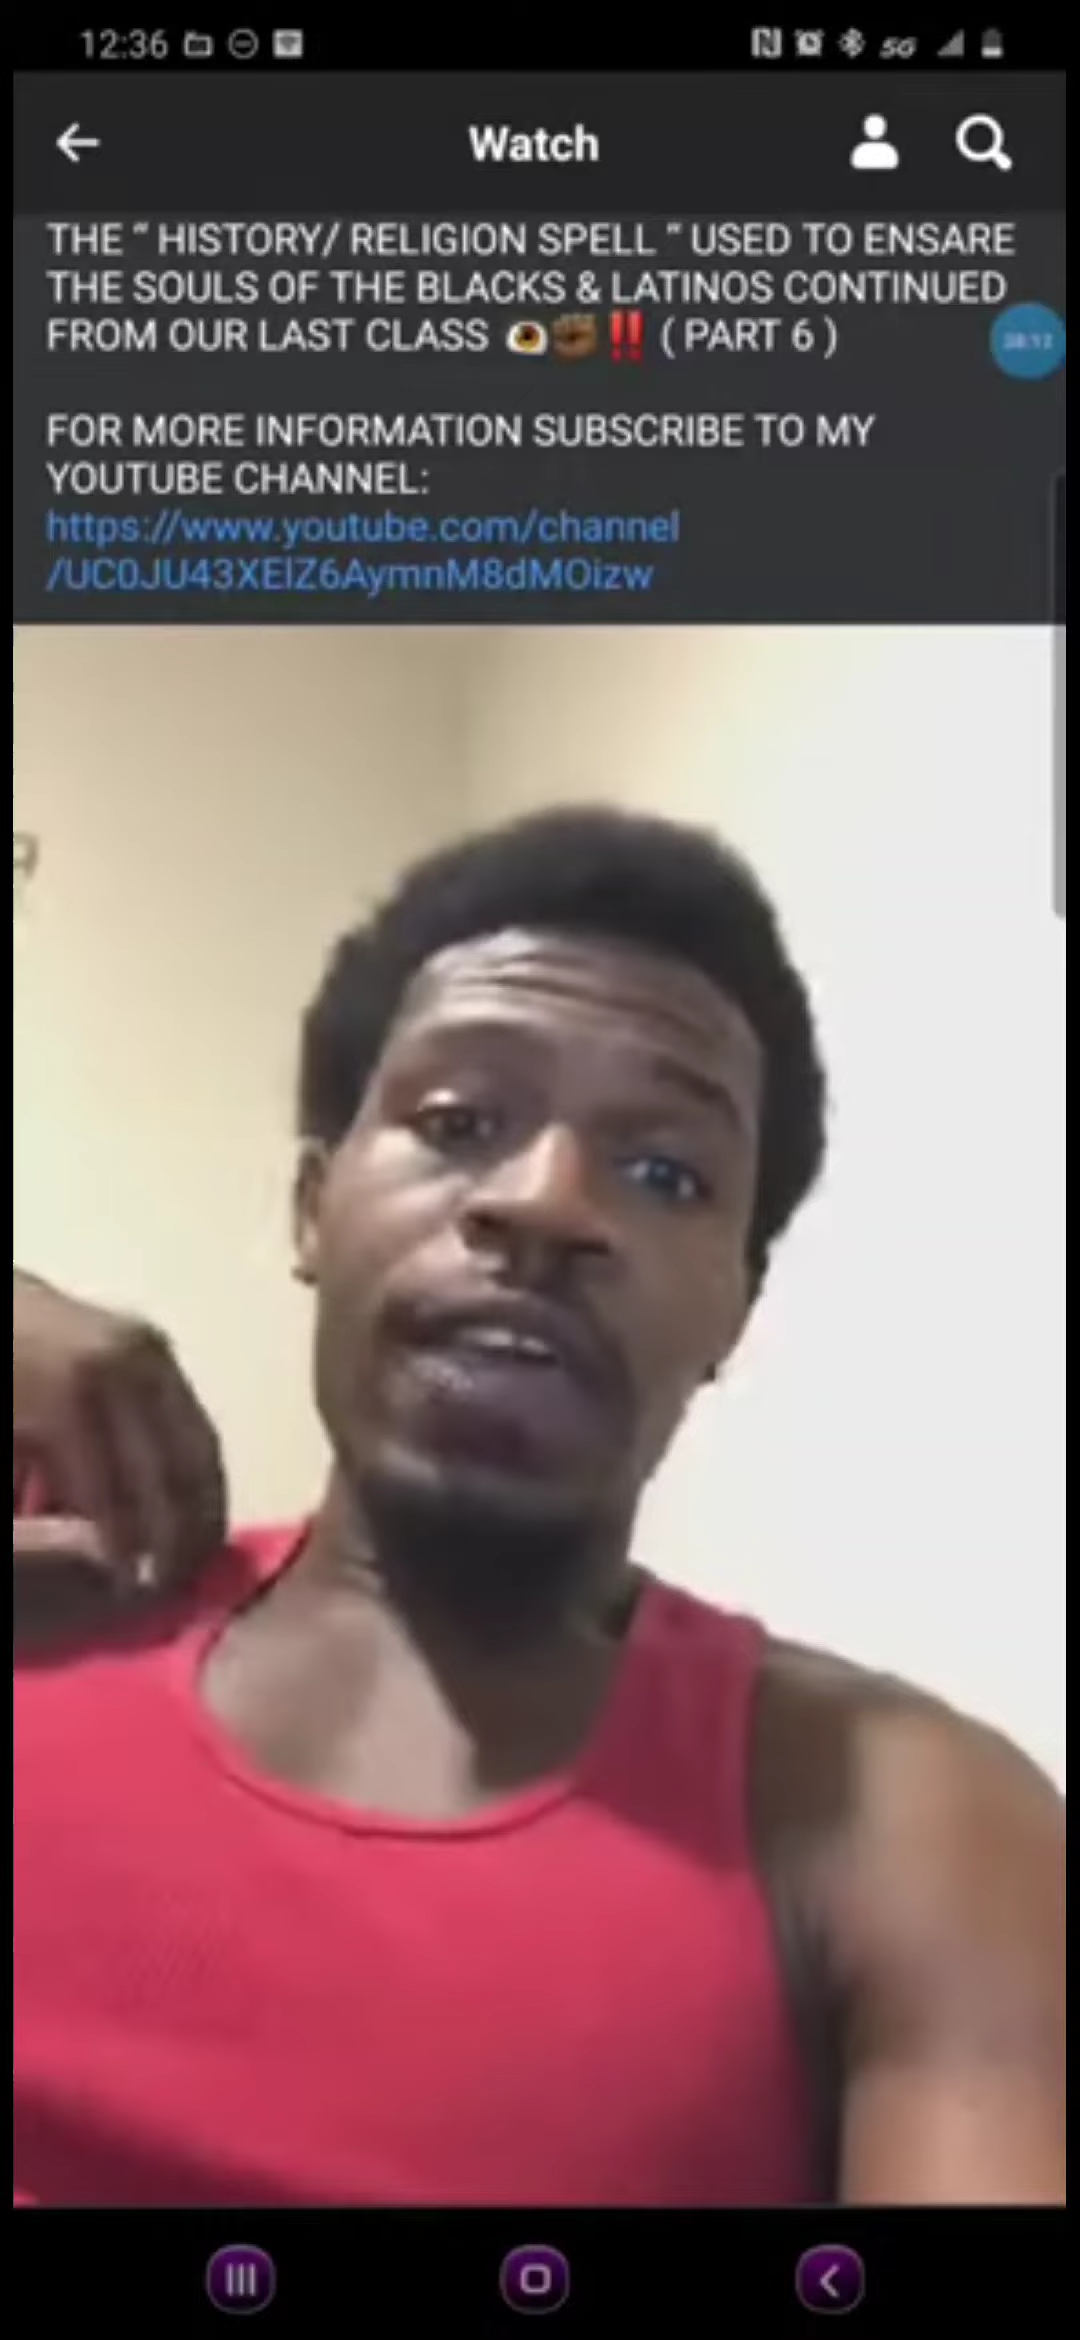 12:36
5G
Watch
THE “ HISTORY/ RELIGION SPELL ” USED TO ENSARE
THE SOULS OF THE BLACKS & LATINOS CONTINUED
FROM OUR LAST CLASS 👁️✊🏾‼️ ( PART 6 )
FOR MORE INFORMATION SUBSCRIBE TO MY
YOUTUBE CHANNEL:
https://www.youtube.com/channel
/UC0JU43XElZ6AymnM8dMOizw